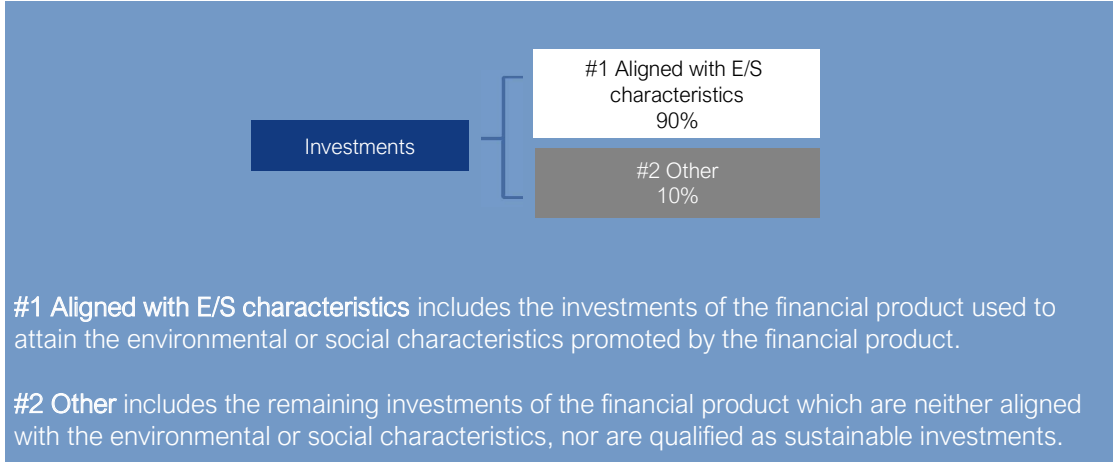 #1 Aligned with E/S
characteristics
90%
Investments
#2 Other
10%
#1 Aligned with E/S characteristics includes the investments of the financial product used to
attain the environmental or social characteristics promoted by the financial product.
#2 Other includes the remaining investments of the financial product which are neither aligned
with the environmental or social characteristics, nor are qualified as sustainable investments.